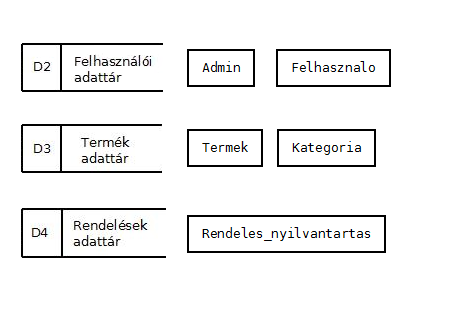 D2
Felhasználói
adattár
Admin
Felhasznalo
D3
Termék
adattár
Termek
Kategoria
D4
Rendelések
adattár
Rendeles_nyilvantartas